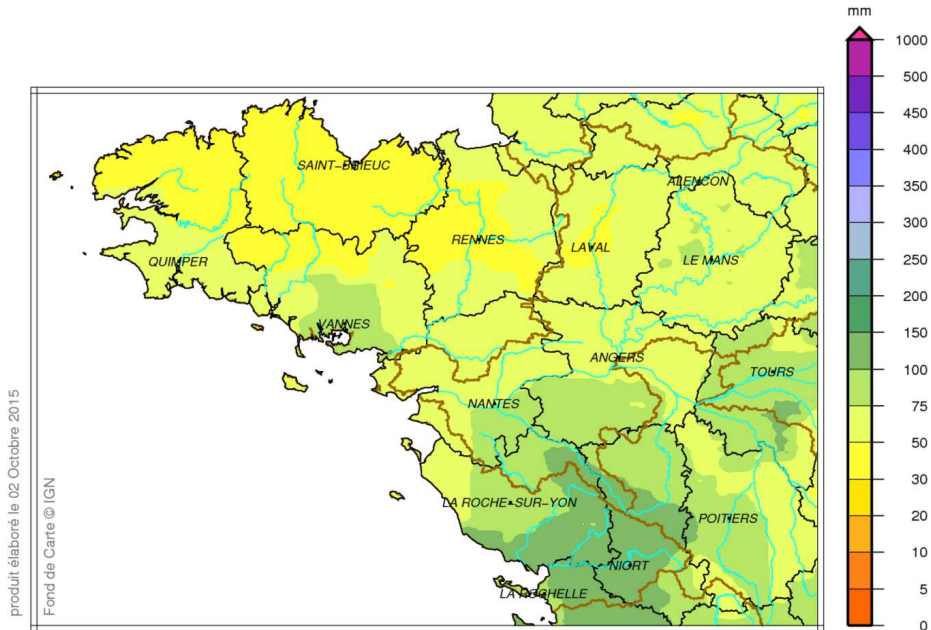 mm
1000
500
450
400
350
300
250
200
150
100
75
50
30
20
10
5
0
SAINT-BRIEUC
ALENCON
RENNES
LAVAL
LE MANS
QUIMPER
VANNES
ANGERS
TOURS
NANTES
LA ROCHE-SUR-YON
POITIERS
NIORT
LA ROCHELLE
produit élaboré le 02 Octobre 2015
Fond de Carte © IGN